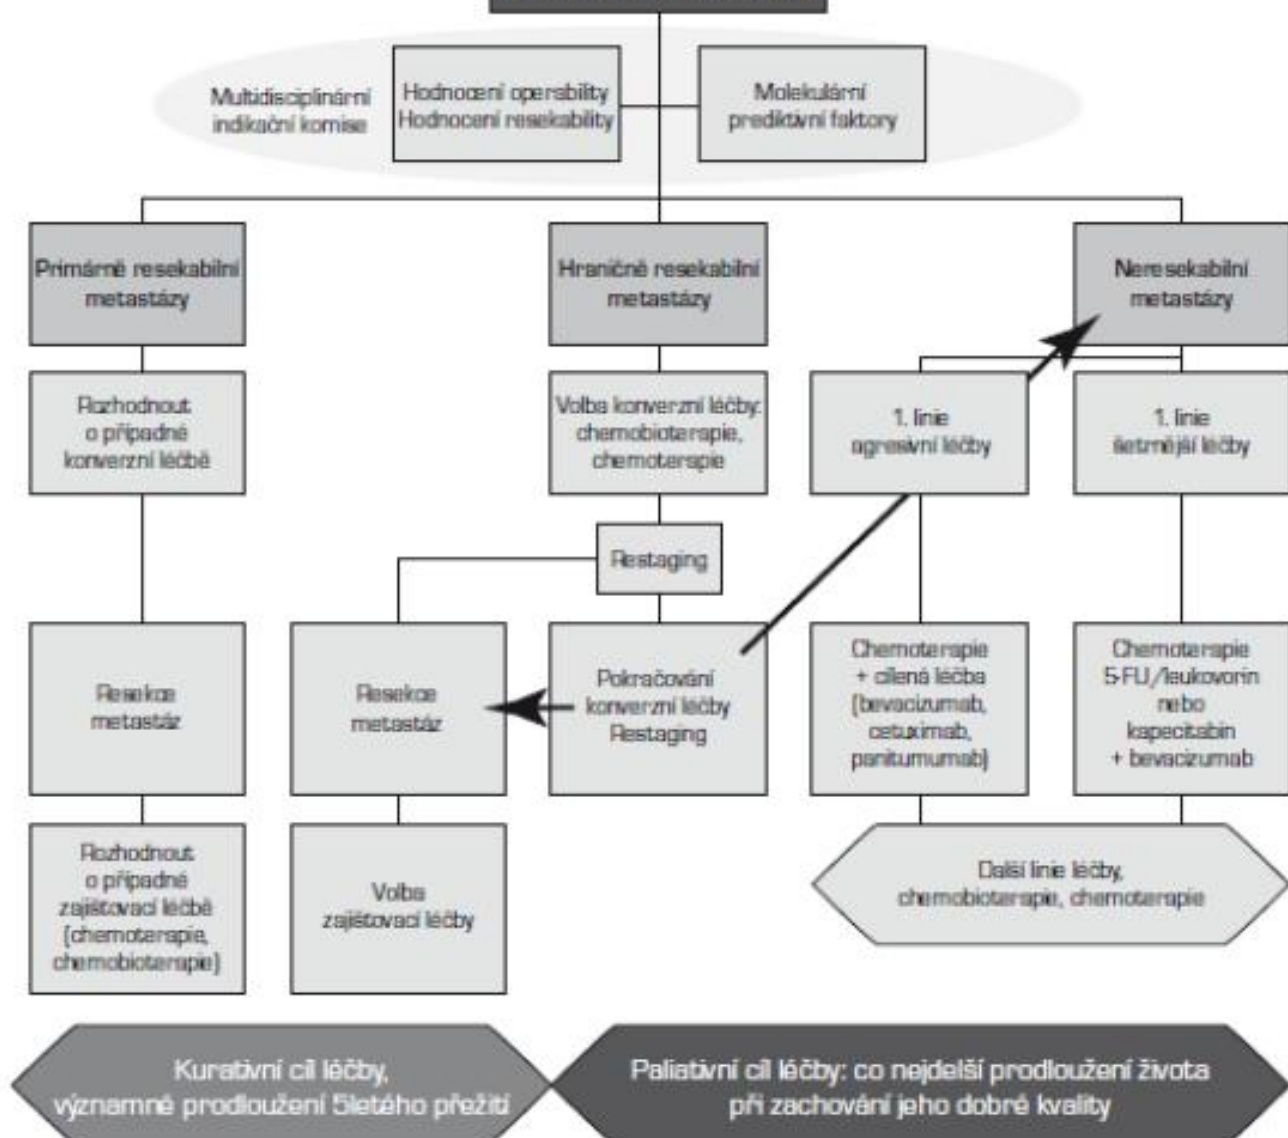 Multidisciplinární
indikační komise
Hodnocení operability
Hodnocení resekability
Molekulární
prediktivní faktory
Primárně resekabilní
metastázy
Hraničně resekabilní
metastázy
Neresekabilní
metastázy
Rozhodnout
o případné
konverzní léčbě
Volba konverzní léčby:
chemobioterapie,
chemoterapie
1. linie
agresivní léčby
1. linie
šetrnější léčby
Restaging
Resekce
metastáz
Resekce
metastáz
Pokračování
konverzní léčby
Restaging
Chemoterapie
+ cílená léčba
(bevacizumab,
cetuximab,
panitumumab)
Chemoterapie
5-FU/leukovorin
nebo
kapecitabin
+ bevacizumab
Rozhodnout
o případné
zajišťovací léčbě
(chemoterapie,
chemobioterapie)
Volba
zajišťovací léčby
Další linie léčby,
chemobioterapie, chemoterapie
Kurativní cíl léčby,
významné prodloužení 5letého přežití
Paliativní cíl léčby: co nejdelší prodloužení života
při zachování jeho dobré kvality